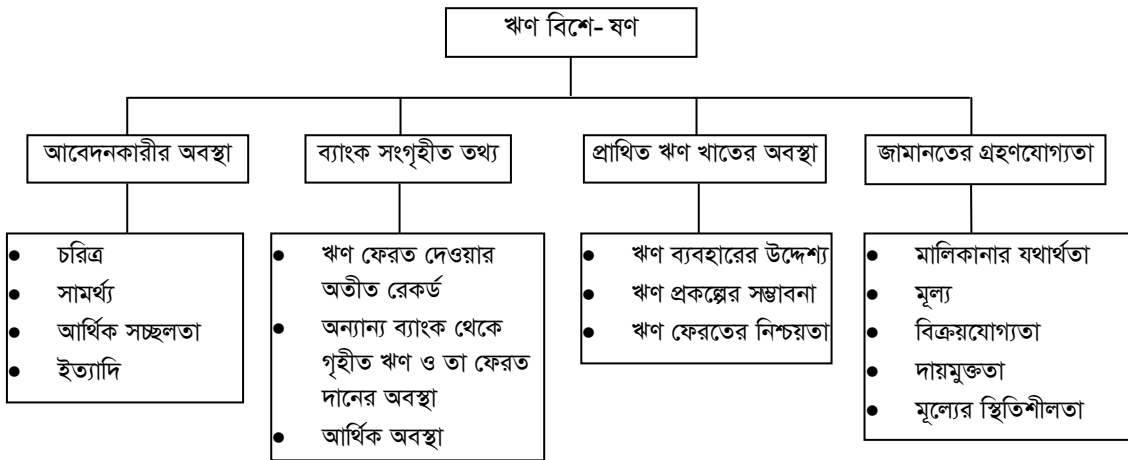 ঋণ বিশে- ষণ
আবেদনকারীর অবস্থা
ব্যাংক সংগৃহীত তথ্য
প্রাথিত ঋণ খাতের অবস্থা
জামানতের গ্রহণযোগ্যতা
● চরিত্র
● সামর্থ্য
● আর্থিক সচ্ছলতা
● ইত্যাদি
● ঋণ ফেরত দেওয়ার
অতীত রেকর্ড
● অন্যান্য ব্যাংক থেকে
গৃহীত ঋণ ও তা ফেরত
দানের অবস্থা
● আর্থিক অবস্থা
● ঋণ ব্যবহারের উদ্দেশ্য
● ঋণ প্রকল্পের সম্ভাবনা
● ঋণ ফেরতের নিশ্চয়তা
● মালিকানার যথার্থতা
● মূল্য
● বিক্রয়যোগ্যতা
● দায়মুক্ততা
● মূল্যের স্থিতিশীলতা